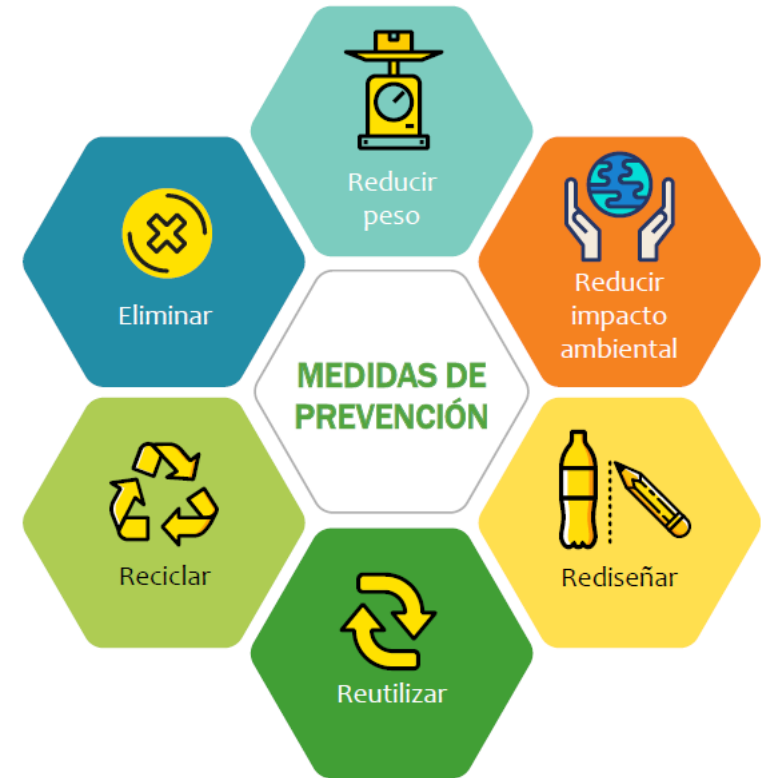 Reducir
peso
Reducir
impacto
ambiental
Eliminar
MEDIDAS DE
PREVENCIÓN
Reciclar
Rediseñar
Reutilizar